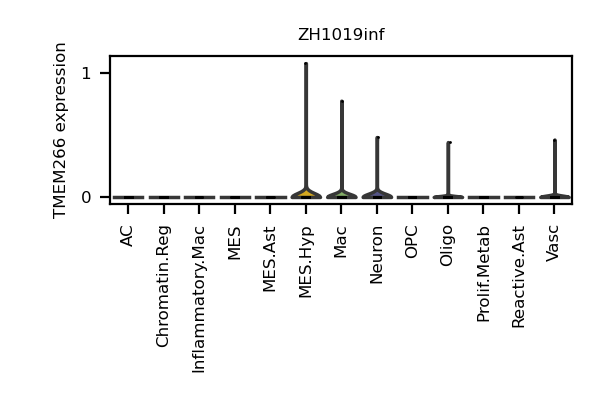 ZH1019inf
TMEM266 expression
1
0
AC
Chromatin.Reg
Inflammatory.Mac
MES
MES.Ast
MES.Hyp
Mac
Neuron
OPC
Oligo
Prolif.Metab
Reactive.Ast
Vasc